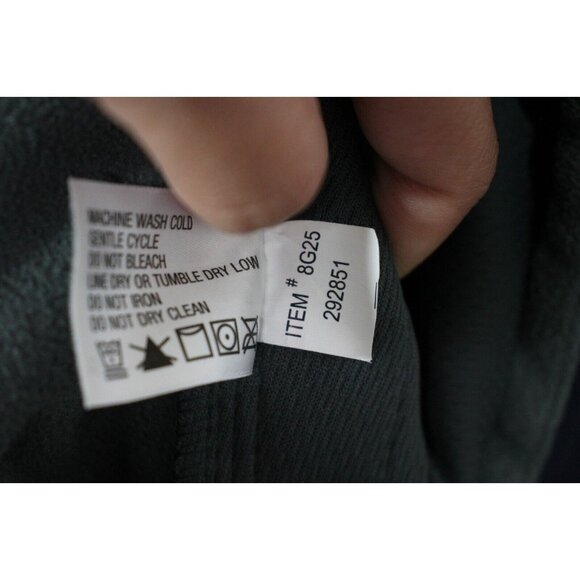 MACHINE WASH COLD
GENTLE CYCLE
DO NOT BLEACH
LINE DRY OR TUMBLE DRY LOW
DO NOT IRON
DO NOT DRY CLEAN
ITEM # 8G25
292851